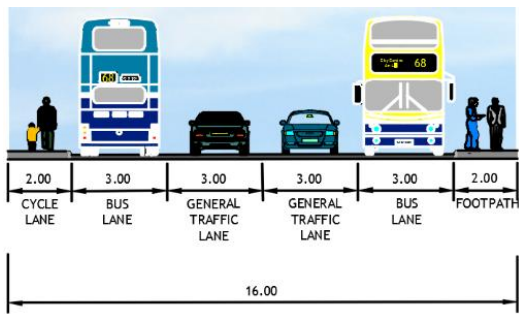 68
68
2.00 3.00 3.00 3.00 3.00 2.00
CYCLE LANE
BUS LANE
GENERAL TRAFFIC LANE
GENERAL TRAFFIC LANE
BUS LANE
FOOTPATH
16.00